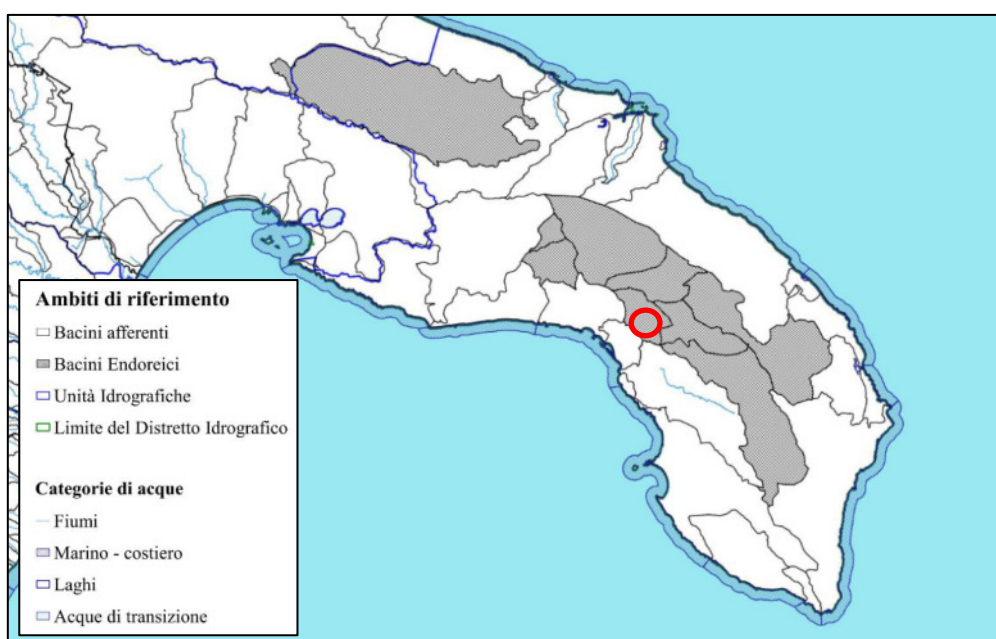 Ambiti di riferimento
Bacini afferenti
Bacini Endoreici
Unità Idrografiche
Limite del Distretto Idrografico
Categorie di acque
Fiumi
Marino - costiero
Laghi
Acque di transizione